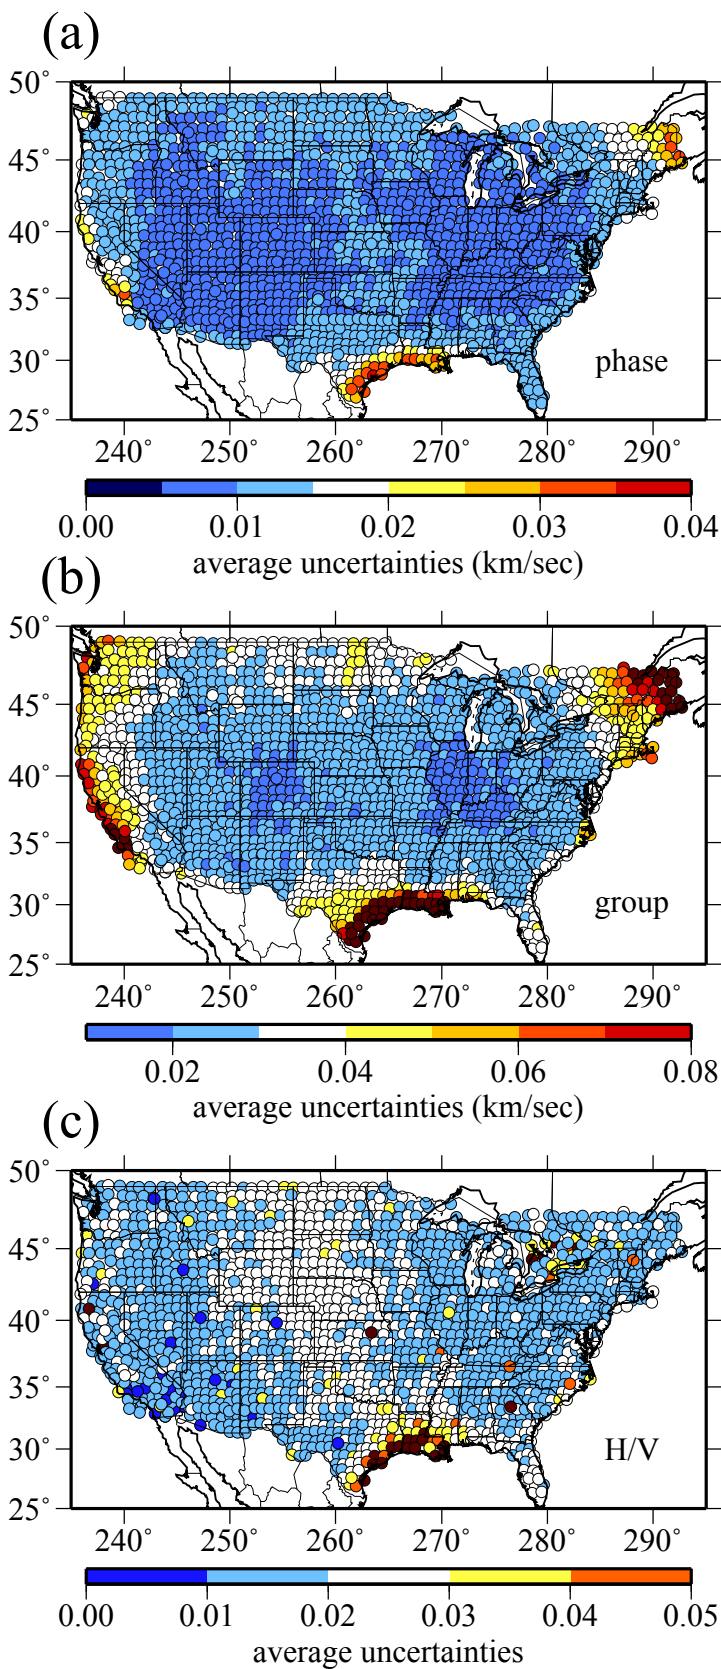 (a)
50°
45°
40°
35°
30°
25°
phase
240° 250° 260° 270° 280° 290°
0.00 0.01 0.02 0.03 0.04
average uncertainties (km/sec)
(b)
50°
45°
40°
35°
30°
25°
group
240° 250° 260° 270° 280° 290°
0.02 0.04 0.06 0.08
average uncertainties (km/sec)
(c)
50°
45°
40°
35°
30°
25°
H/V
240° 250° 260° 270° 280° 290°
0.00 0.01 0.02 0.03 0.04 0.05
average uncertainties